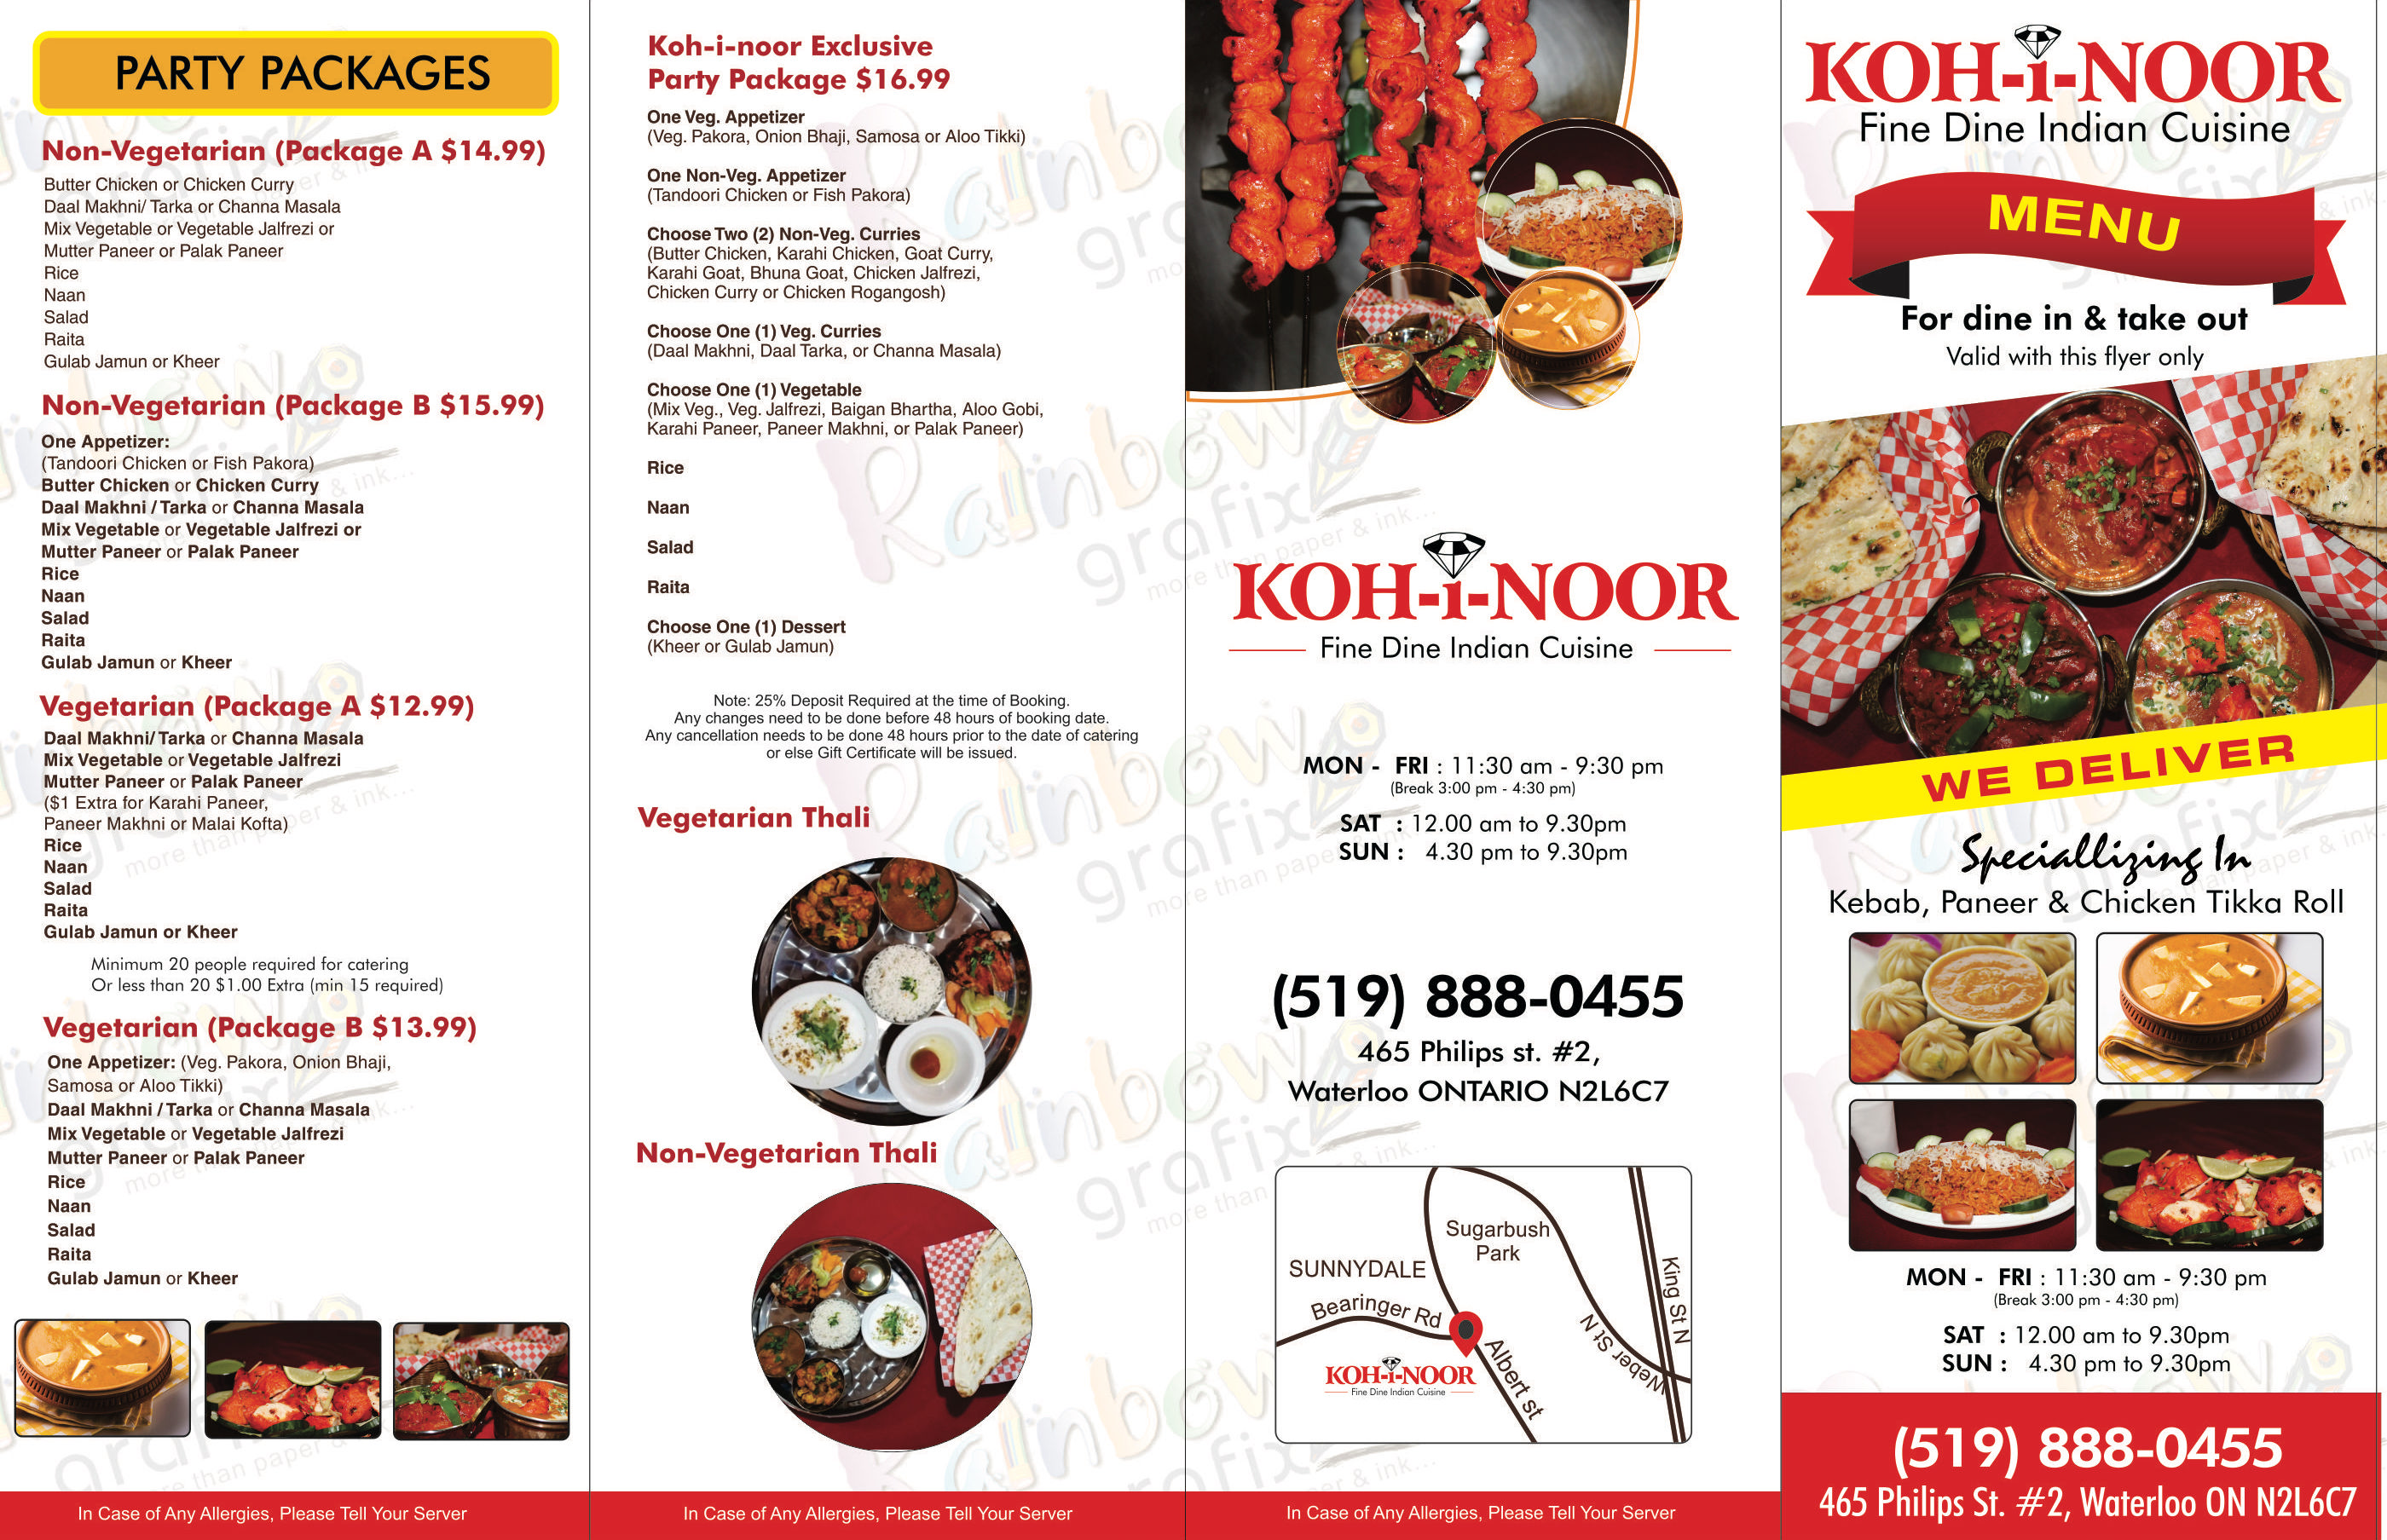 PARTY PACKAGES
Non-Vegetarian (Package A $14.99)
Butter Chicken or Chicken Curry
Daal Makhni/ Tarka or Channa Masala
Mix Vegetable or Vegetable Jalfrezi or
Mutter Paneer or Palak Paneer
Rice
Naan
Salad
Raita
Gulab Jamun or Kheer
Non-Vegetarian (Package B $15.99)
One Appetizer:
(Tandoori Chicken or Fish Pakora)
Butter Chicken or Chicken Curry
Daal Makhni / Tarka or Channa Masala
Mix Vegetable or Vegetable Jalfrezi or
Mutter Paneer or Palak Paneer
Rice
Naan
Salad
Raita
Gulab Jamun or Kheer
Vegetarian (Package A $12.99)
Daal Makhni/ Tarka or Channa Masala
Mix Vegetable or Vegetable Jalfrezi
Mutter Paneer or Palak Paneer
($1 Extra for Karahi Paneer,
Paneer Makhni or Malai Kofta)
Rice
Naan
Salad
Raita
Gulab Jamun or Kheer
Minimum 20 people required for catering
Or less than 20 $1.00 Extra (min 15 required)
Vegetarian (Package B $13.99)
One Appetizer: (Veg. Pakora, Onion Bhaji,
Samosa or Aloo Tikki)
Daal Makhni / Tarka or Channa Masala
Mix Vegetable or Vegetable Jalfrezi
Mutter Paneer or Palak Paneer
Rice
Naan
Salad
Raita
Gulab Jamun or Kheer
In Case of Any Allergies, Please Tell Your Server
Koh-i-noor Exclusive
Party Package $16.99
One Veg. Appetizer
(Veg. Pakora, Onion Bhaji, Samosa or Aloo Tikki)
One Non-Veg. Appetizer
(Tandoori Chicken or Fish Pakora)
Choose Two (2) Non-Veg. Curries
(Butter Chicken, Karahi Chicken, Goat Curry,
Karahi Goat, Bhuna Goat, Chicken Jalfrezi,
Chicken Curry or Chicken Rogangosh)
Choose One (1) Veg. Curries
(Daal Makhni, Daal Tarka, or Channa Masala)
Choose One (1) Vegetable
(Mix Veg., Veg. Jalfrezi, Baigan Bhartha, Aloo Gobi,
Karahi Paneer, Paneer Makhni, or Palak Paneer)
Rice
Naan
Salad
Raita
Choose One (1) Dessert
(Kheer or Gulab Jamun)
Note: 25% Deposit Required at the time of Booking.
Any changes need to be done before 48 hours of booking date.
Any cancellation needs to be done 48 hours prior to the date of catering
or else Gift Certificate will be issued.
Vegetarian Thali
Non-Vegetarian Thali
In Case of Any Allergies, Please Tell Your Server
KOH-i-NOOR
Fine Dine Indian Cuisine
MON - FRI : 11:30 am - 9:30 pm
(Break 3:00 pm - 4:30 pm)
SAT : 12.00 am to 9.30pm
SUN : 4.30 pm to 9.30pm
(519) 888-0455
465 Philips st. #2,
Waterloo ONTARIO N2L6C7
Sugarbush
Park
SUNNYDALE
Bearinger Rd
King St N
Weber St N
Albert st
KOH-i-NOOR
Fine Dine Indian Cuisine
In Case of Any Allergies, Please Tell Your Server
KOH-i-NOOR
Fine Dine Indian Cuisine
MENU
For dine in & take out
Valid with this flyer only
WE DELIVER
Speciallizing In
Kebab, Paneer & Chicken Tikka Roll
MON - FRI : 11:30 am - 9:30 pm
(Break 3:00 pm - 4:30 pm)
SAT : 12.00 am to 9.30pm
SUN : 4.30 pm to 9.30pm
(519) 888-0455
465 Philips St. #2, Waterloo ON N2L6C7
Rainbow
grafix
more than paper & ink...